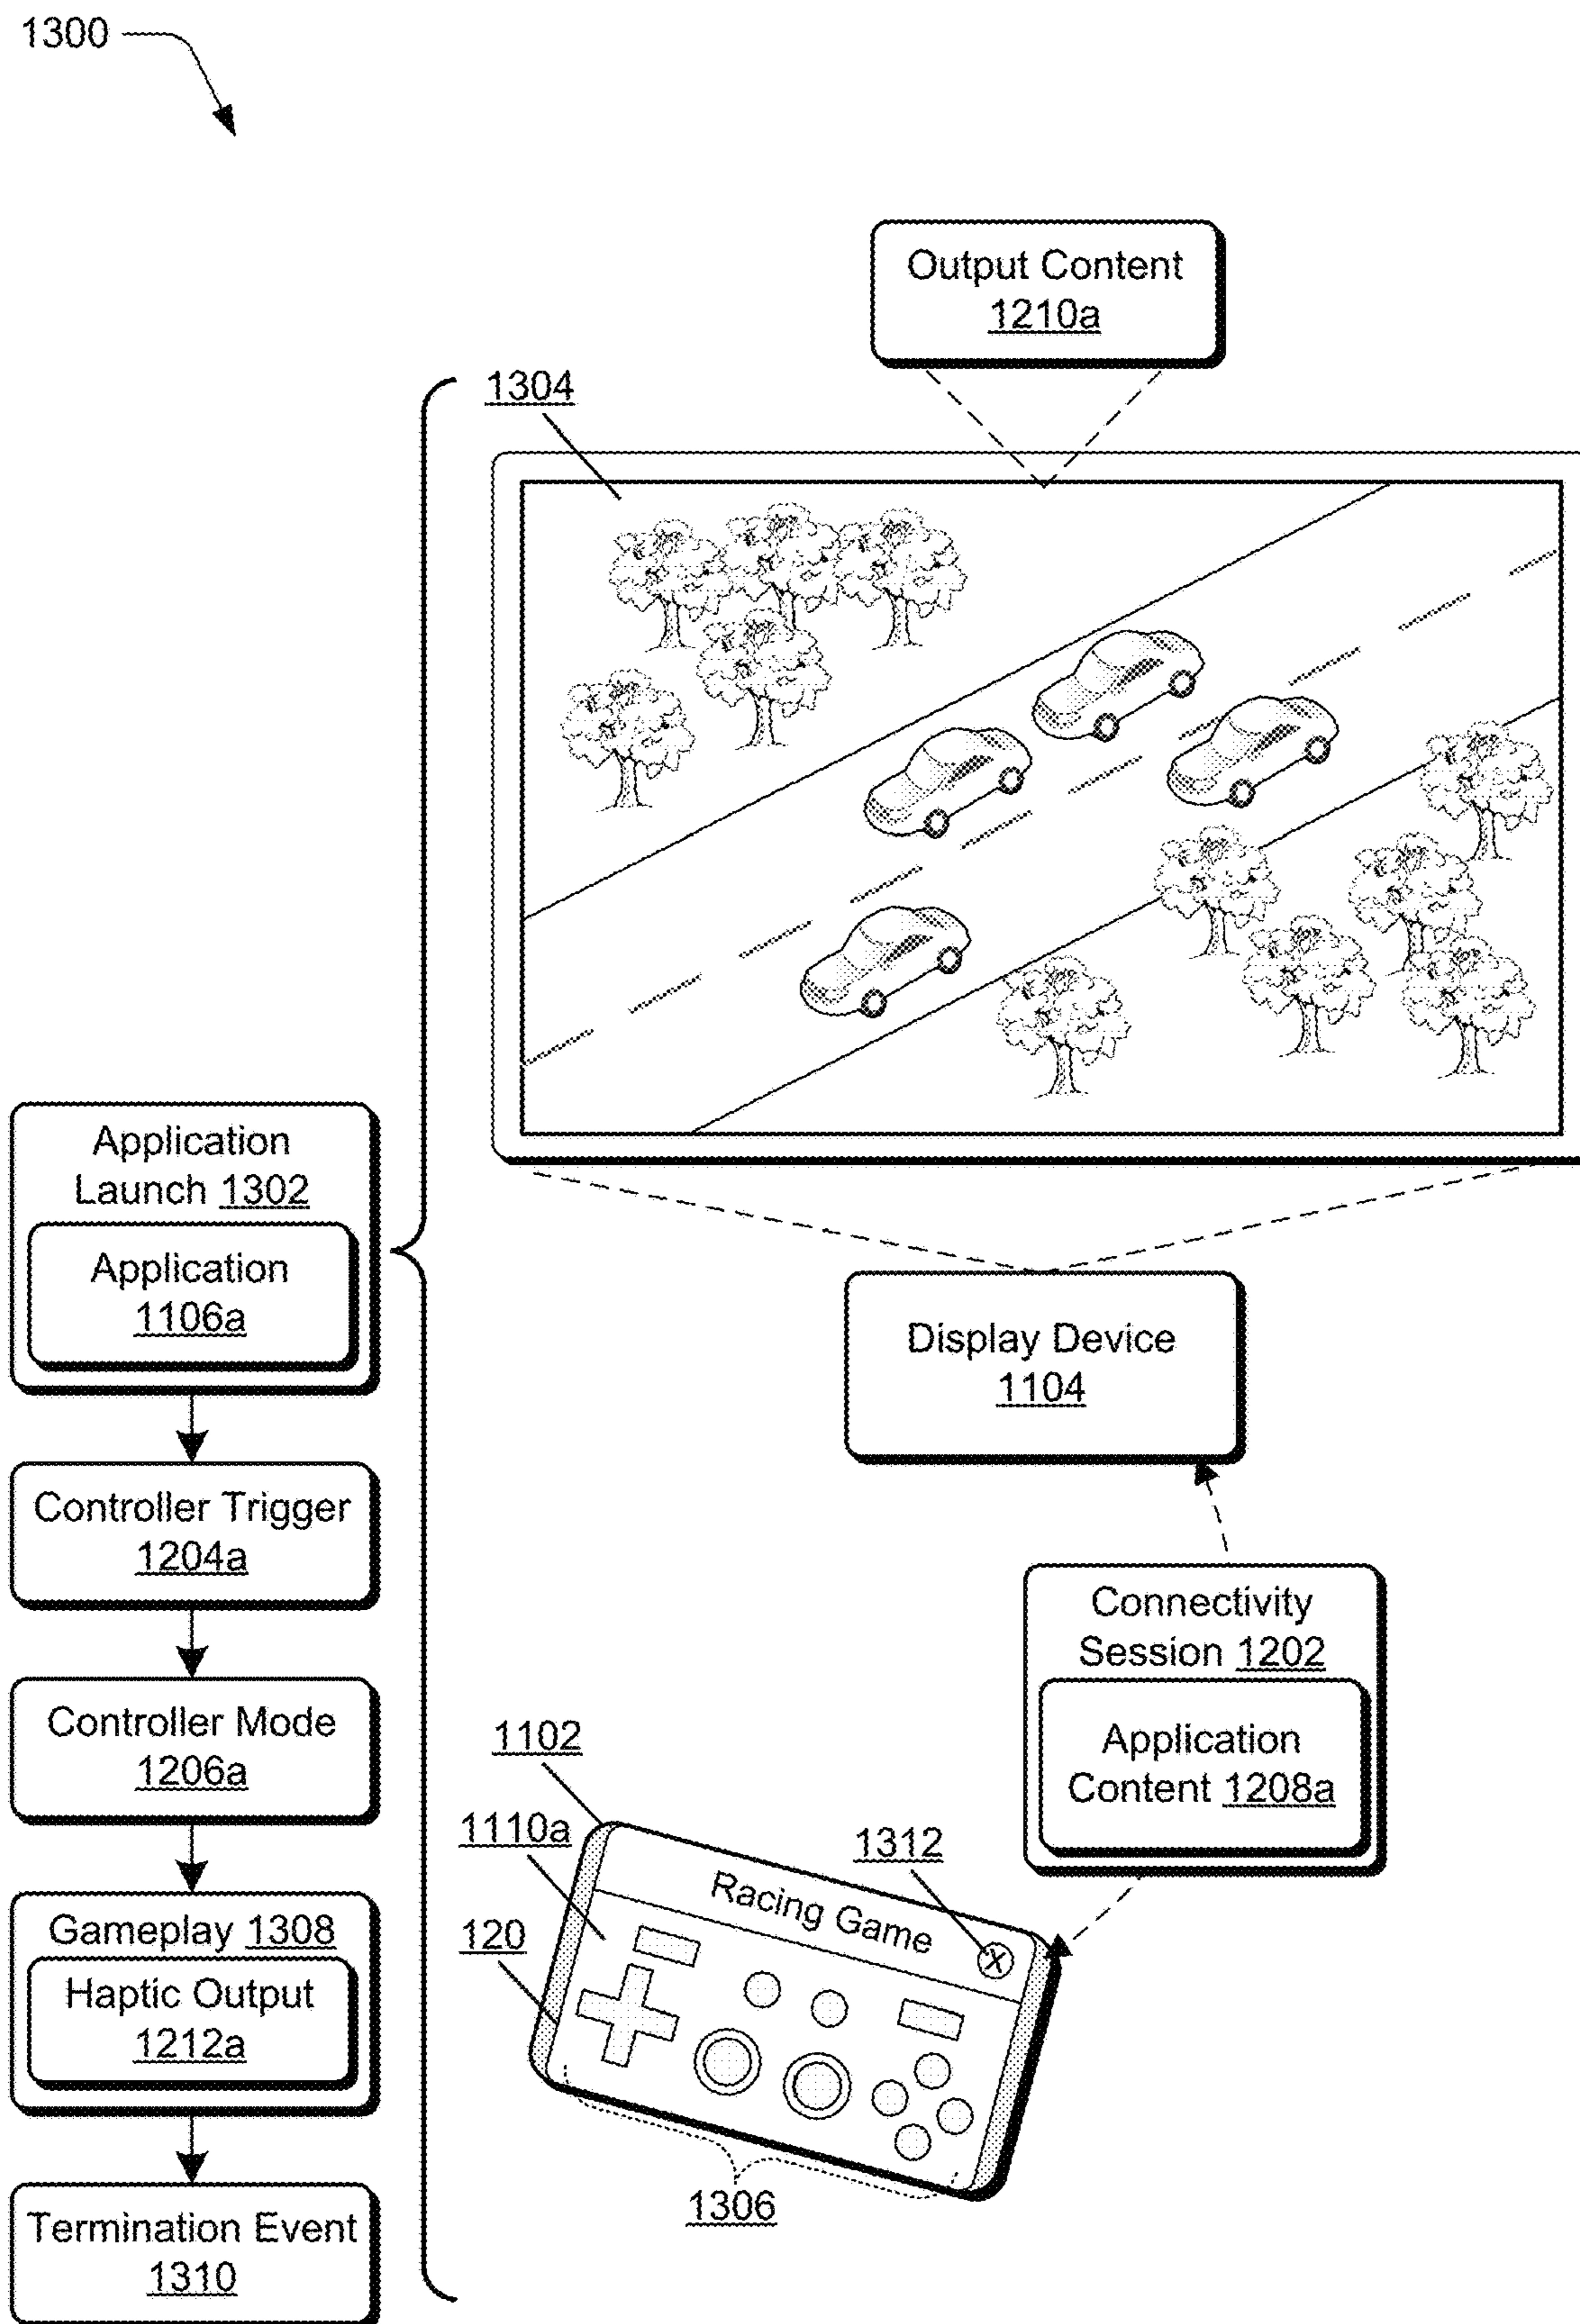 1300
Output Content
1210a
1304
Application
Launch 1302
Application
1106a
Controller Trigger
1204a
Controller Mode
1206a
Gameplay 1308
Haptic Output
1212a
Termination Event
1310
Display Device
1104
Connectivity
Session 1202
Application
Content 1208a
1102
1110a
120
1312
Racing Game
X
1306